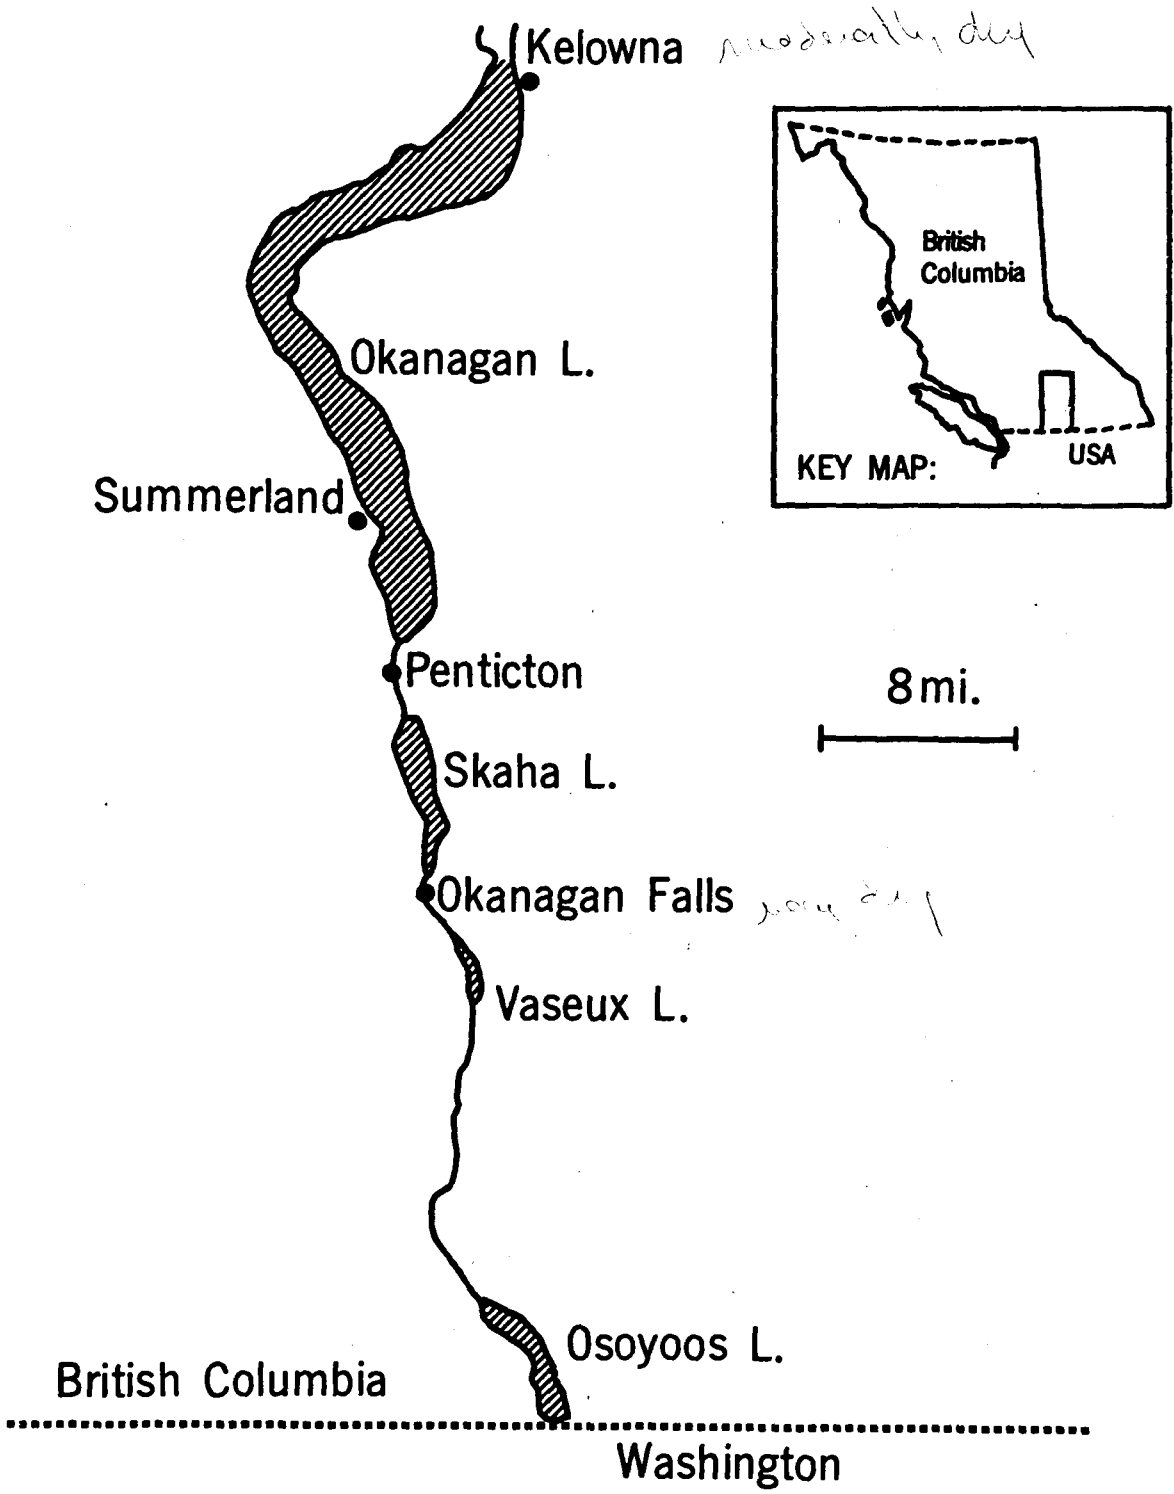 Kelowna moderately dry
British
Columbia
Okanagan L.
KEY MAP:
USA
Summerland
Penticton
8 mi.
Skaha L.
Okanagan Falls dry
Vaseux L.
Osoyoos L.
British Columbia
Washington